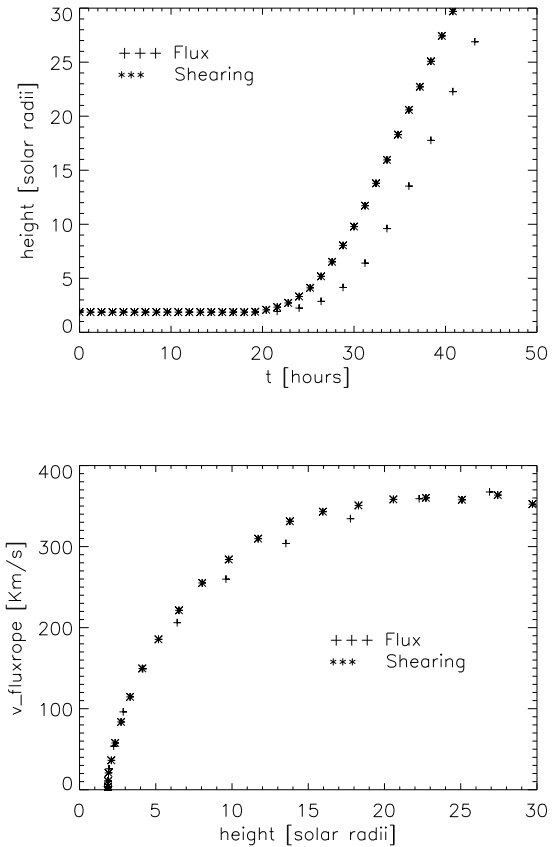 30
25
20
15
10
5
0
height [solar radii]
+++ Flux
*** Shearing
0 10 20 30 40 50
t [hours]
400
300
200
100
0
v_fluxrope [Km/s]
+++ Flux
*** Shearing
0 5 10 15 20 25 30
height [solar radii]